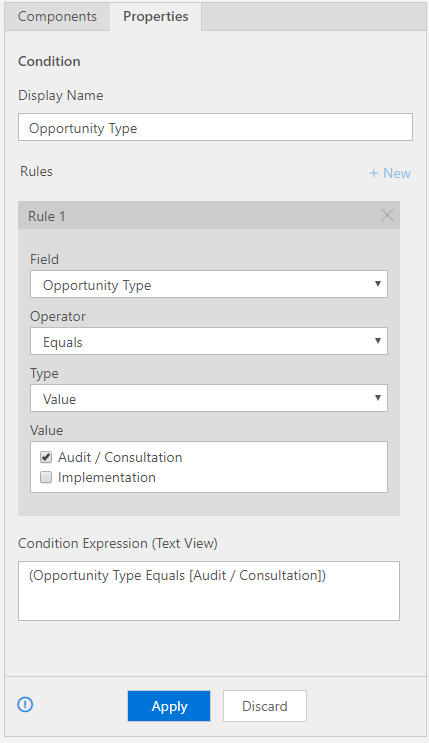 Components Properties
Condition
Display Name
Opportunity Type
Rules + New
Rule 1
Field
Opportunity Type
Operator
Equals
Type
Value
Value
Audit / Consultation
Implementation
Condition Expression (Text View)
(Opportunity Type Equals [Audit / Consultation])
Apply Discard